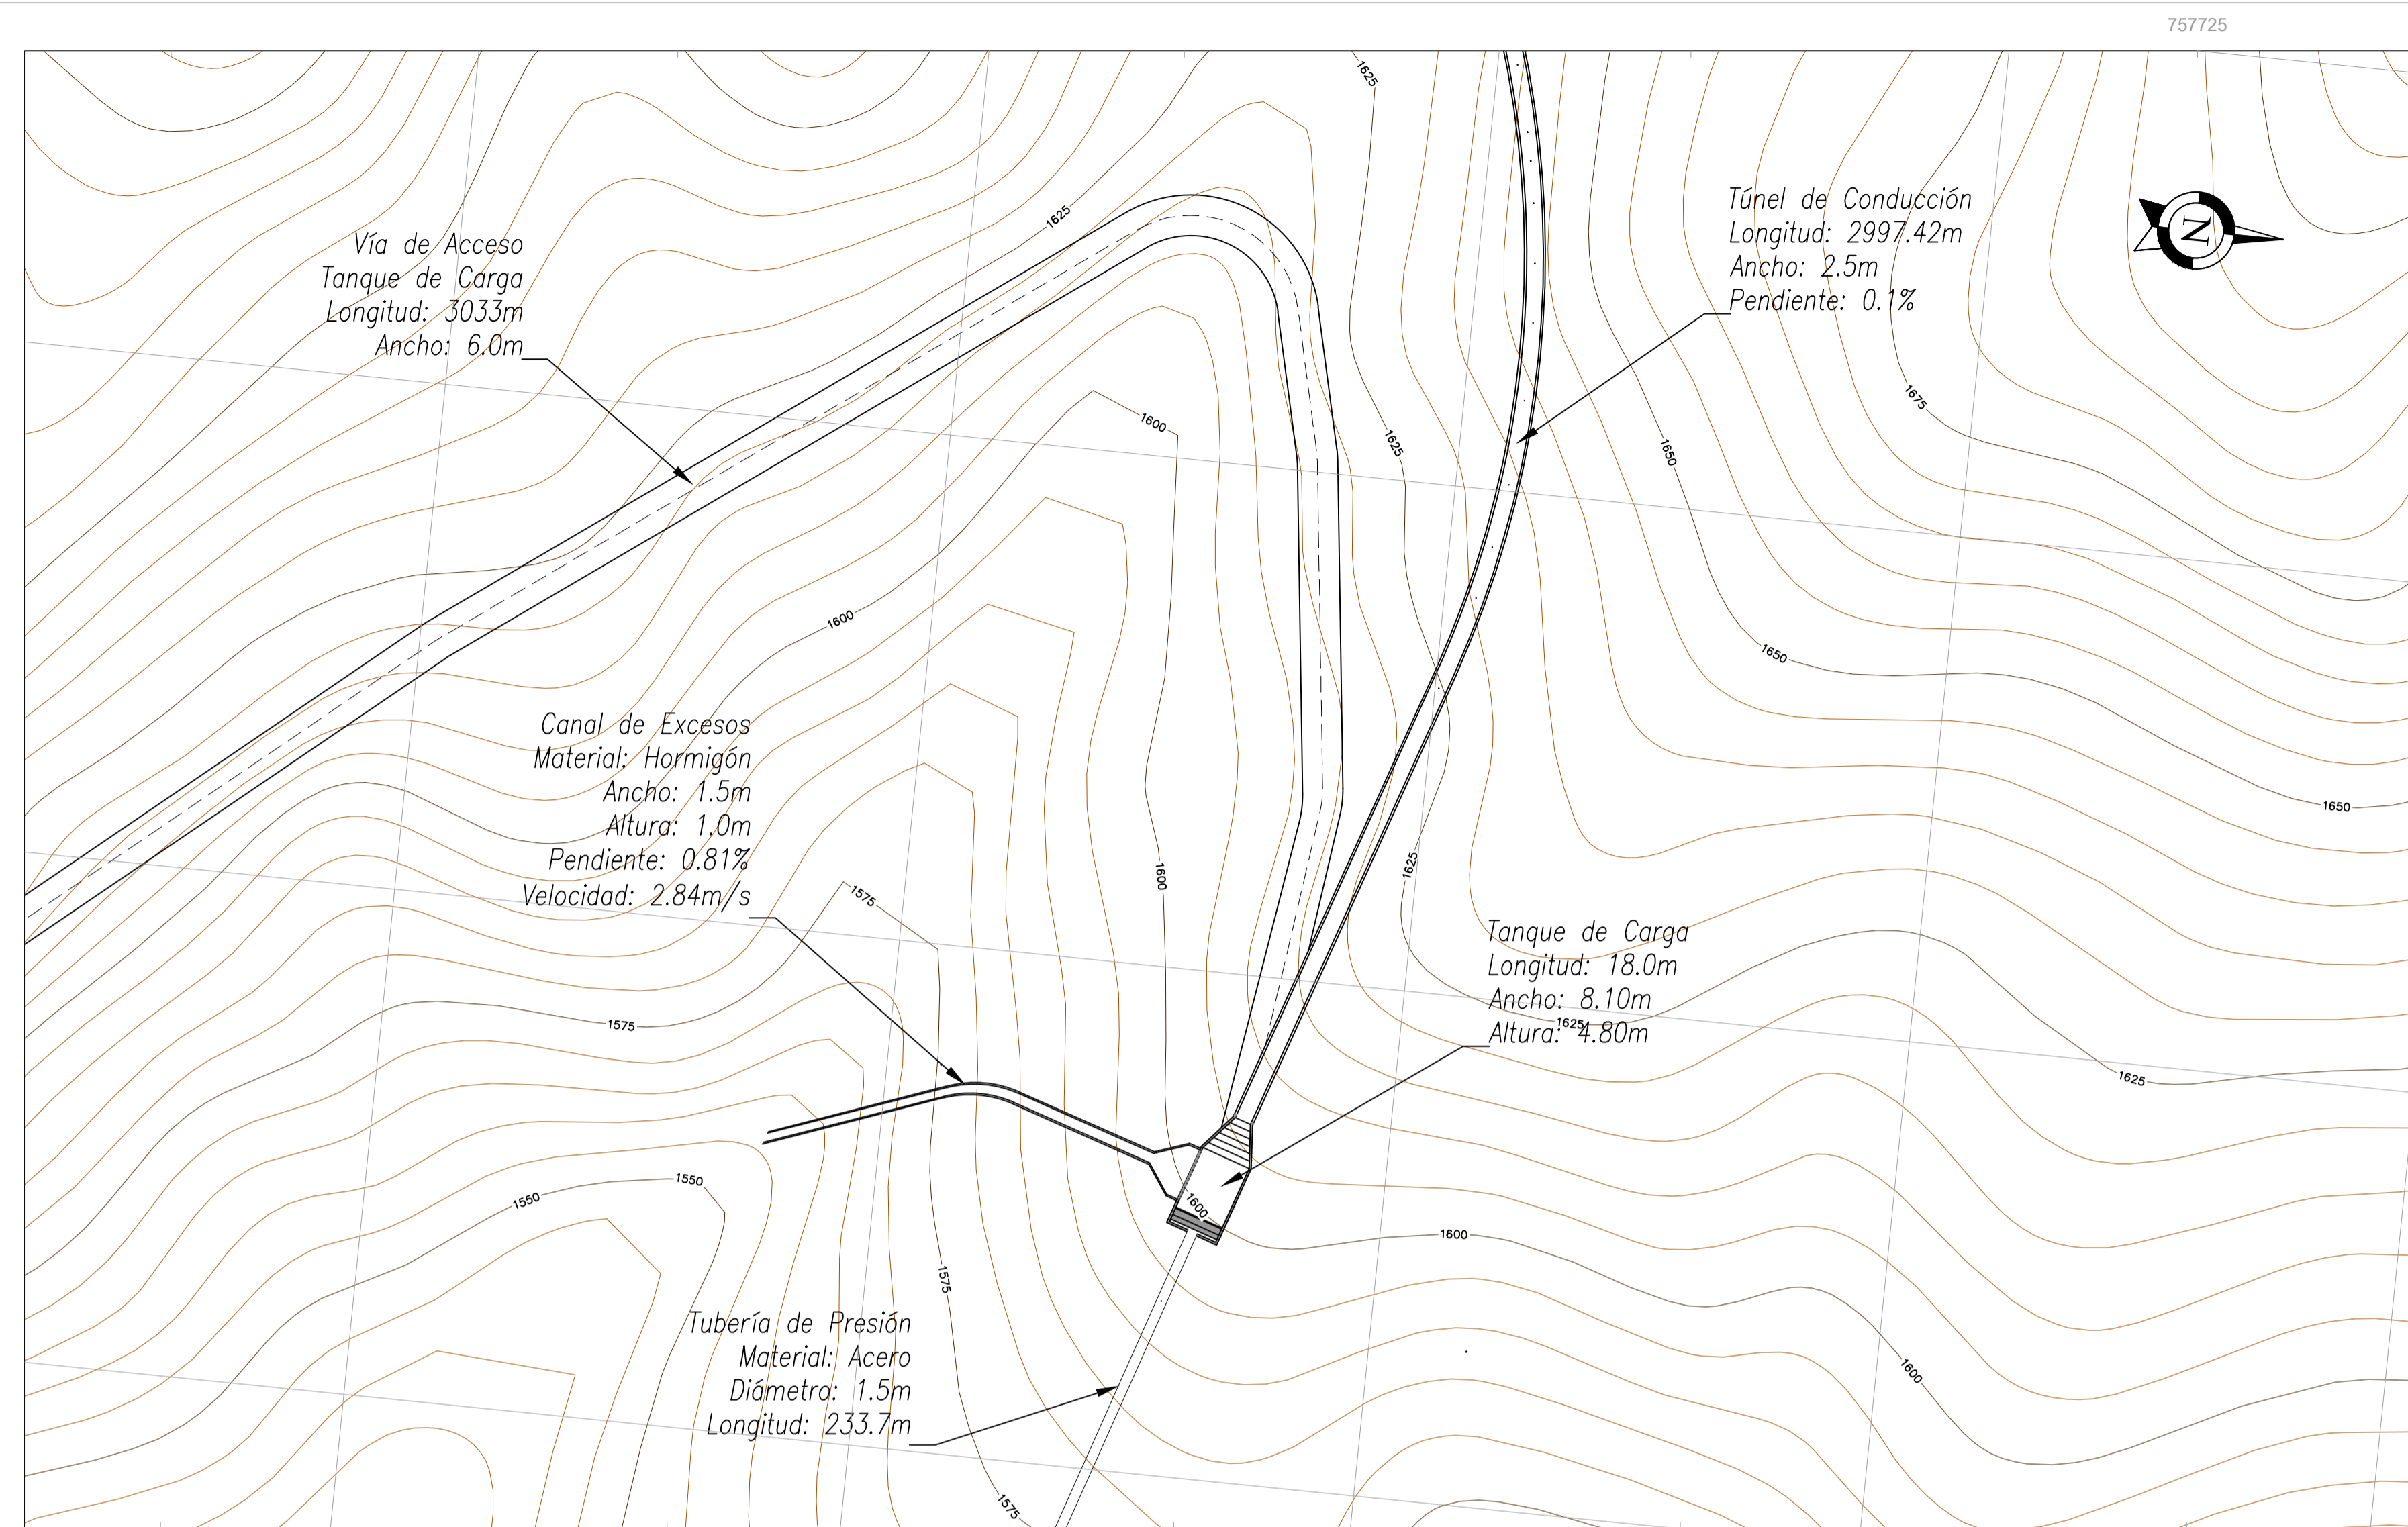 757725
1625
1625
Túnel de Conducción
Longitud: 2997.42m
Ancho: 2.5m
Pendiente: 0.1%
N
Vía de Acceso
Tanque de Carga
Longitud: 3033m
Ancho: 6.0m
1675
1600
1625
1650
1600
1650
Canal de Excesos
Material: Hormigón
Ancho: 1.5m
Altura: 1.0m
Pendiente: 0.81%
Velocidad: 2.84m/s
1650
1625
1600
1575
Tanque de Carga
Longitud: 18.0m
Ancho: 8.10m
Altura: 4.80m
1625
1575
1625
1550
1550
1600
1600
1575
Tubería de Presión
Material: Acero
Diámetro: 1.5m
Longitud: 233.7m
1600
1575